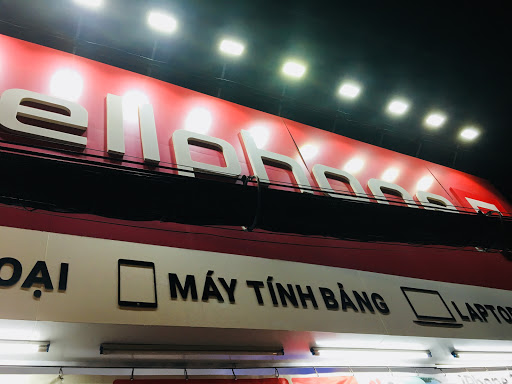 ellphone
OẠI MÁY TÍNH BẢNG LAPTO